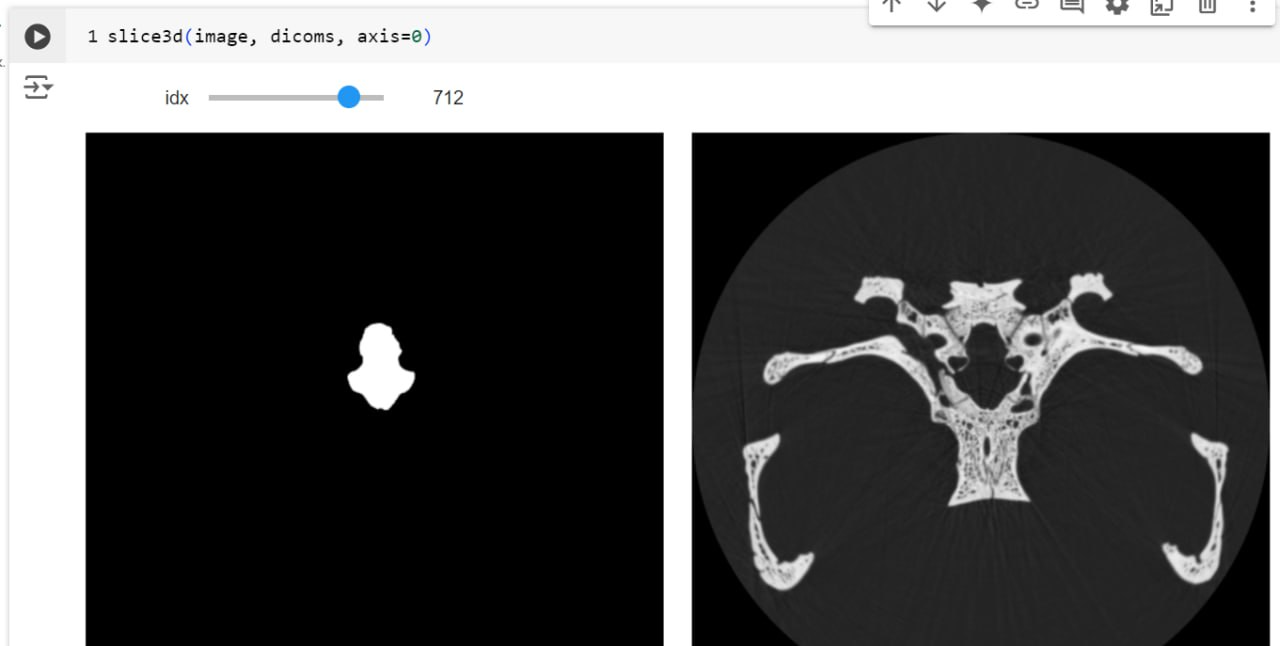 1 slice3d(image, dicoms, axis=0)
idx 712